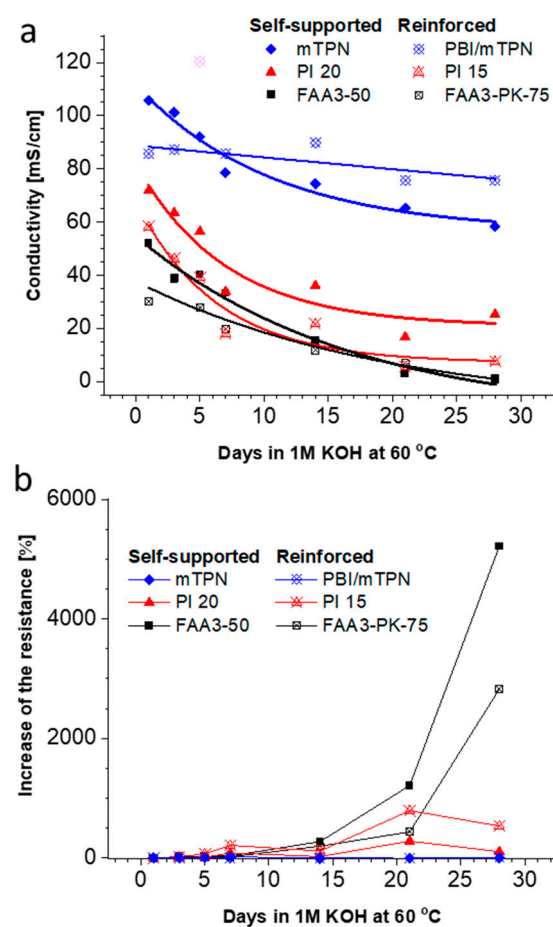 a
Self-supported Reinforced
mTPN PBI/mTPN
PI 20 PI 15
FAA3-50 FAA3-PK-75
120
100
80
60
40
20
0
Conductivity [mS/cm]
0 5 10 15 20 25 30
Days in 1M KOH at 60 °C
b
6000
4000
2000
0
Increase of the resistance [%]
Self-supported Reinforced
mTPN PBI/mTPN
PI 20 PI 15
FAA3-50 FAA3-PK-75
0 5 10 15 20 25 30
Days in 1M KOH at 60 °C